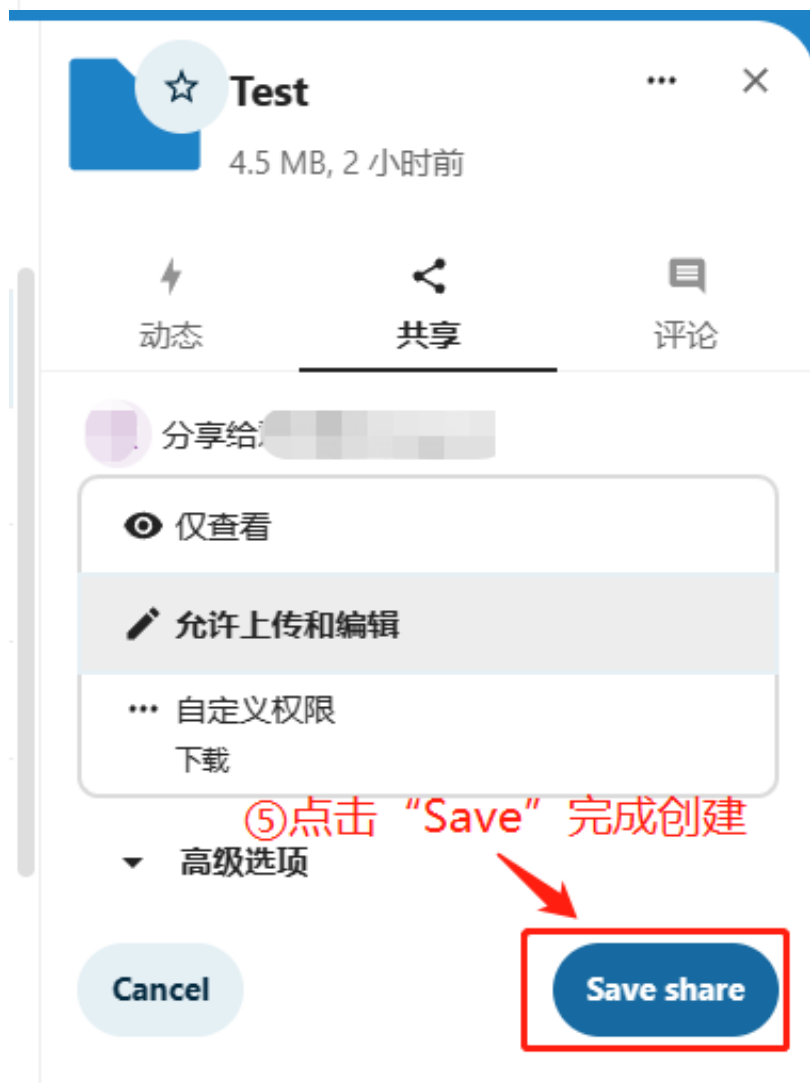 Test
4.5 MB, 2 小时前
动态
共享
评论
分享给
仅查看
允许上传和编辑
自定义权限
下载
⑤点击“Save”完成创建
高级选项
Cancel
Save share